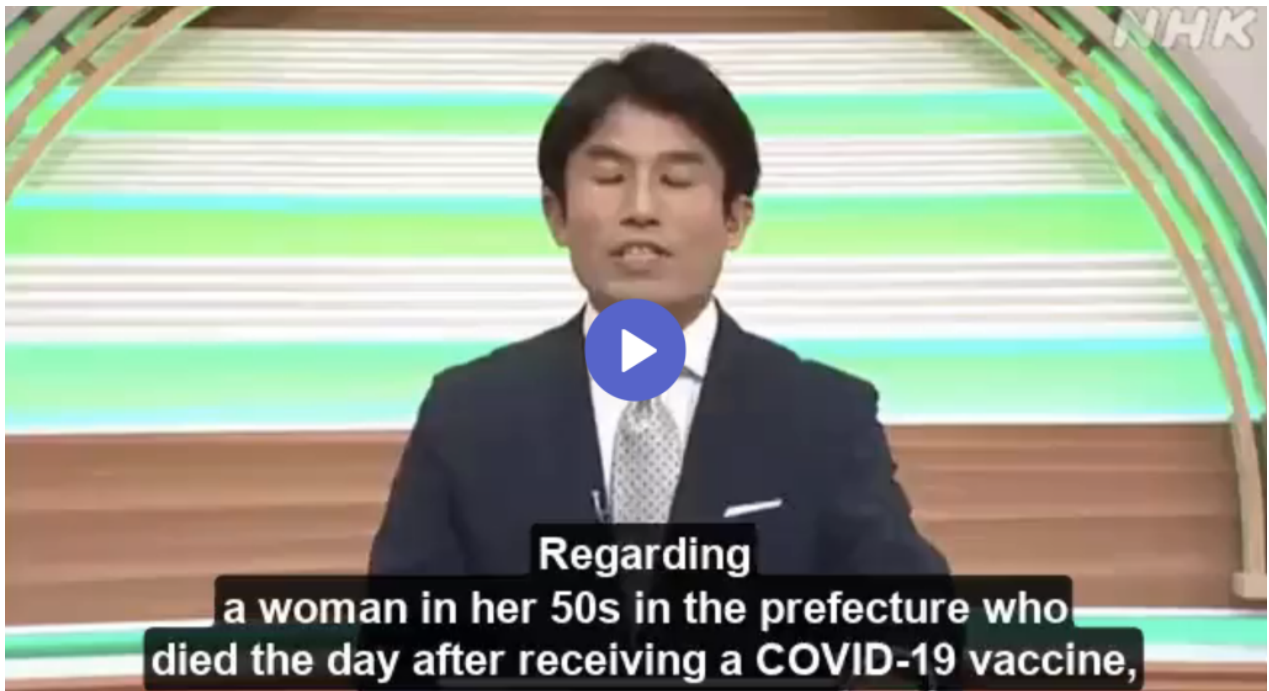 NHK
Regarding
a woman in her 50s in the prefecture who
died the day after receiving a COVID-19 vaccine,